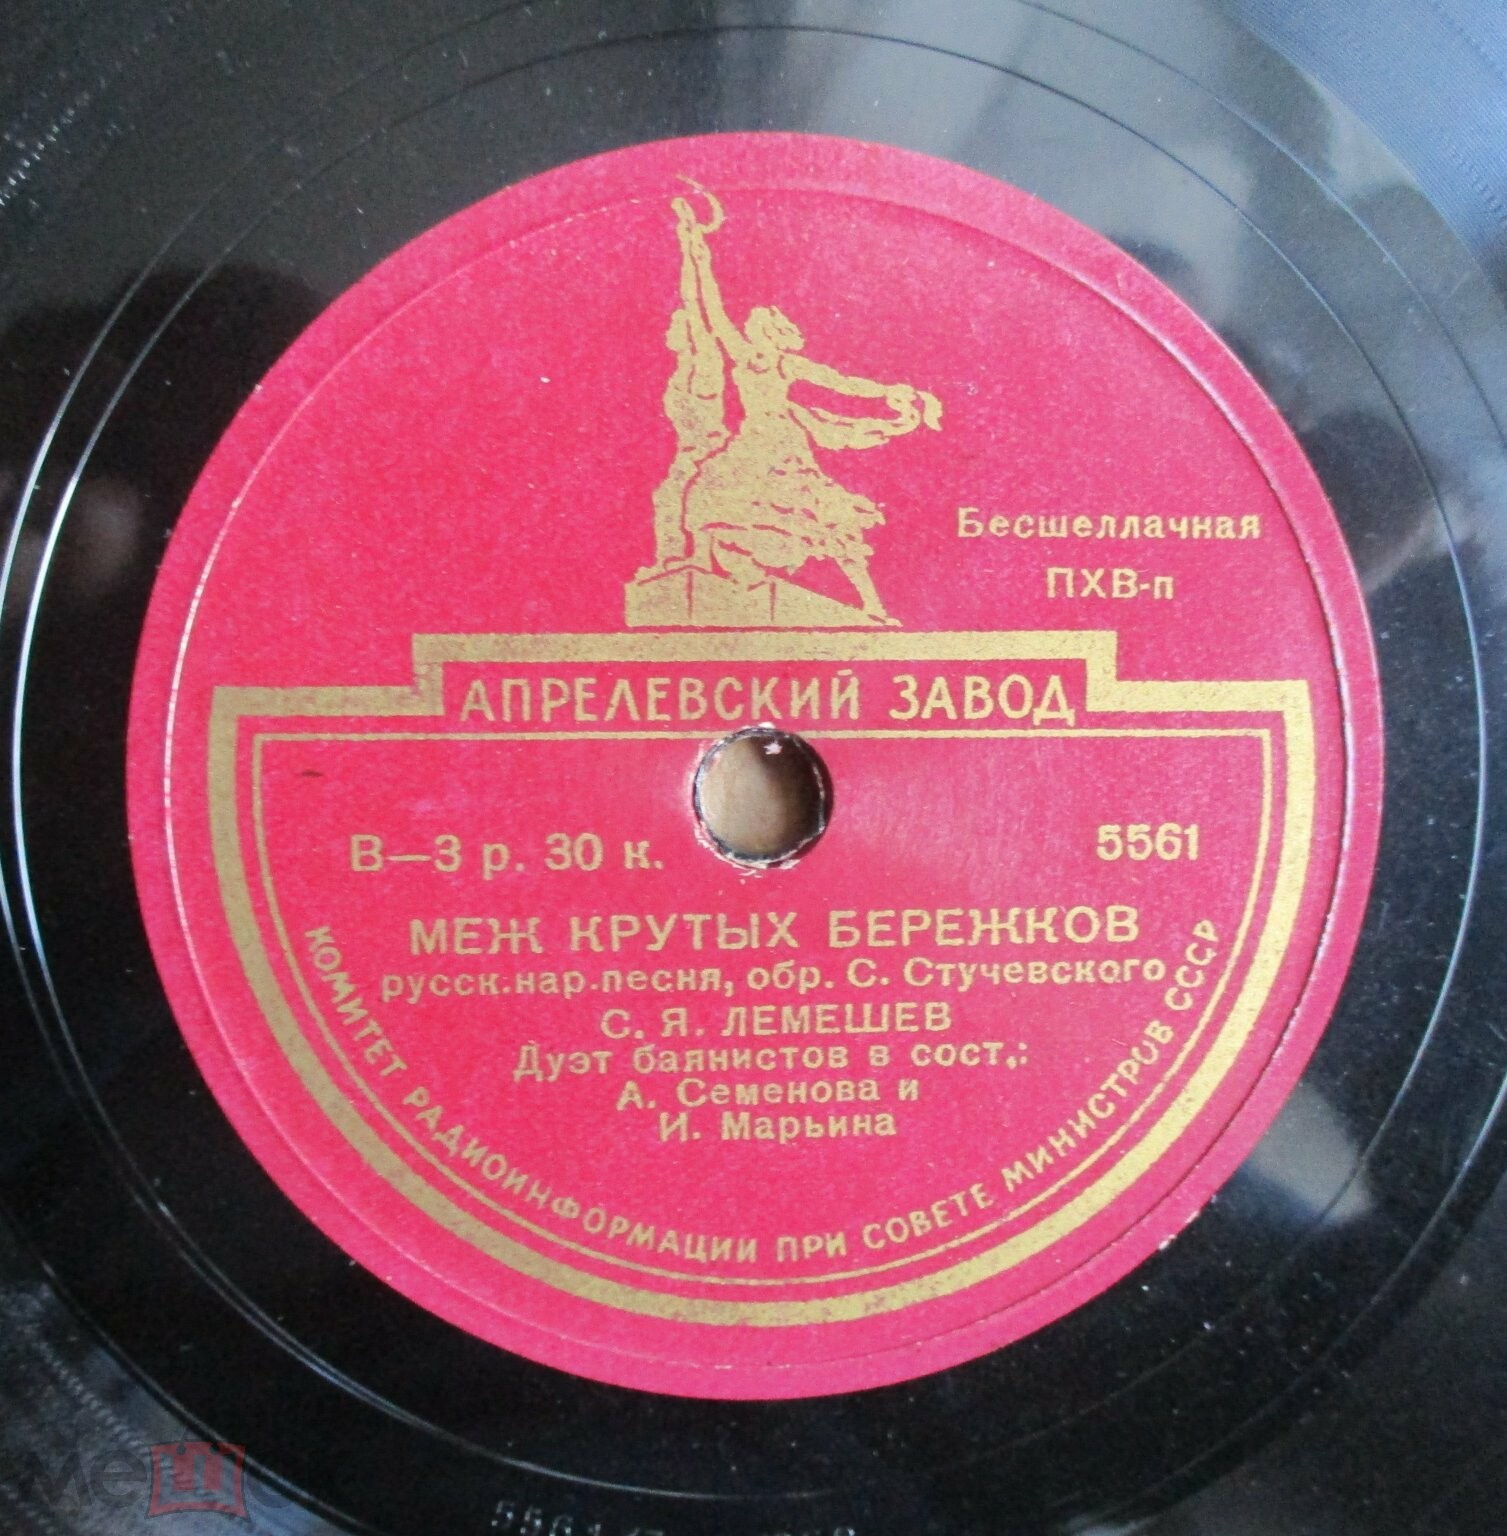 Бесшеллачная
ПХВ-п
АПРЕЛЕВСКИЙ ЗАВОД
В—3 р. 30 к.
5561
МЕЖ КРУТЫХ БЕРЕЖКОВ
русск.нар.песня, обр. С. Стучевского
С. Я. ЛЕМЕШЕВ
Дуэт баянистов в сост.:
А. Семенова и
И. Марьина
КОМИТЕТ РАДИОИНФОРМАЦИИ ПРИ СОВЕТЕ МИНИСТРОВ СССР